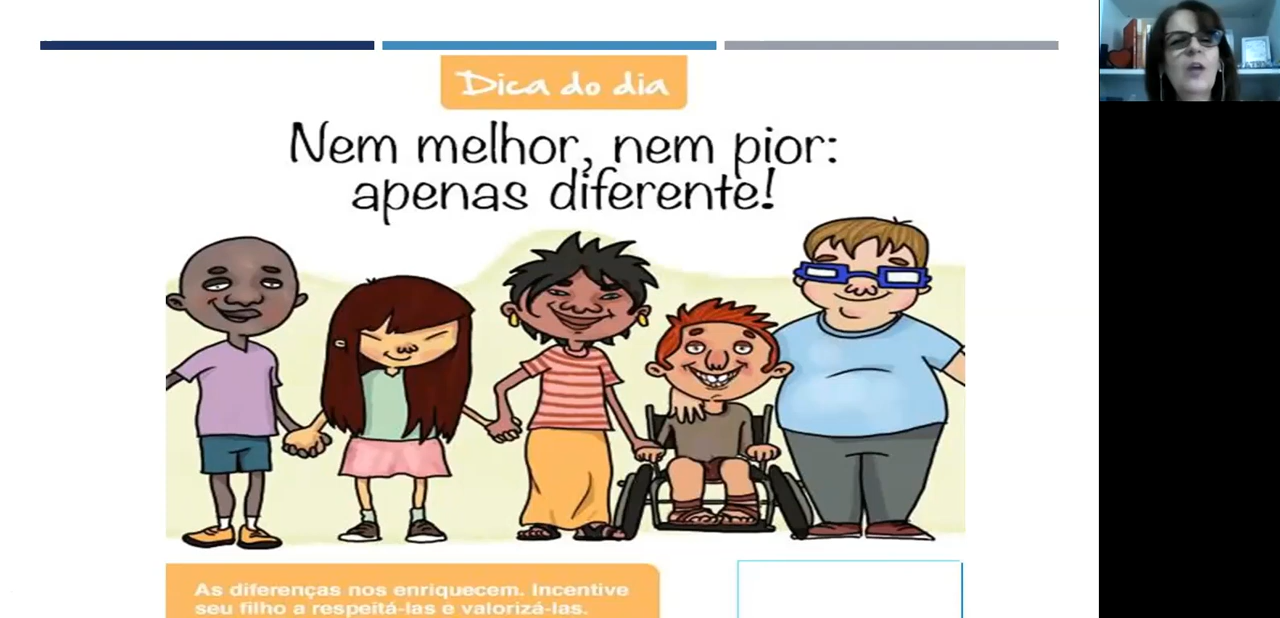 Dica do dia
Nem melhor, nem pior:
apenas diferente!
As diferenças nos enriquecem. Incentive
seu filho a respeitá-las e valorizá-las.